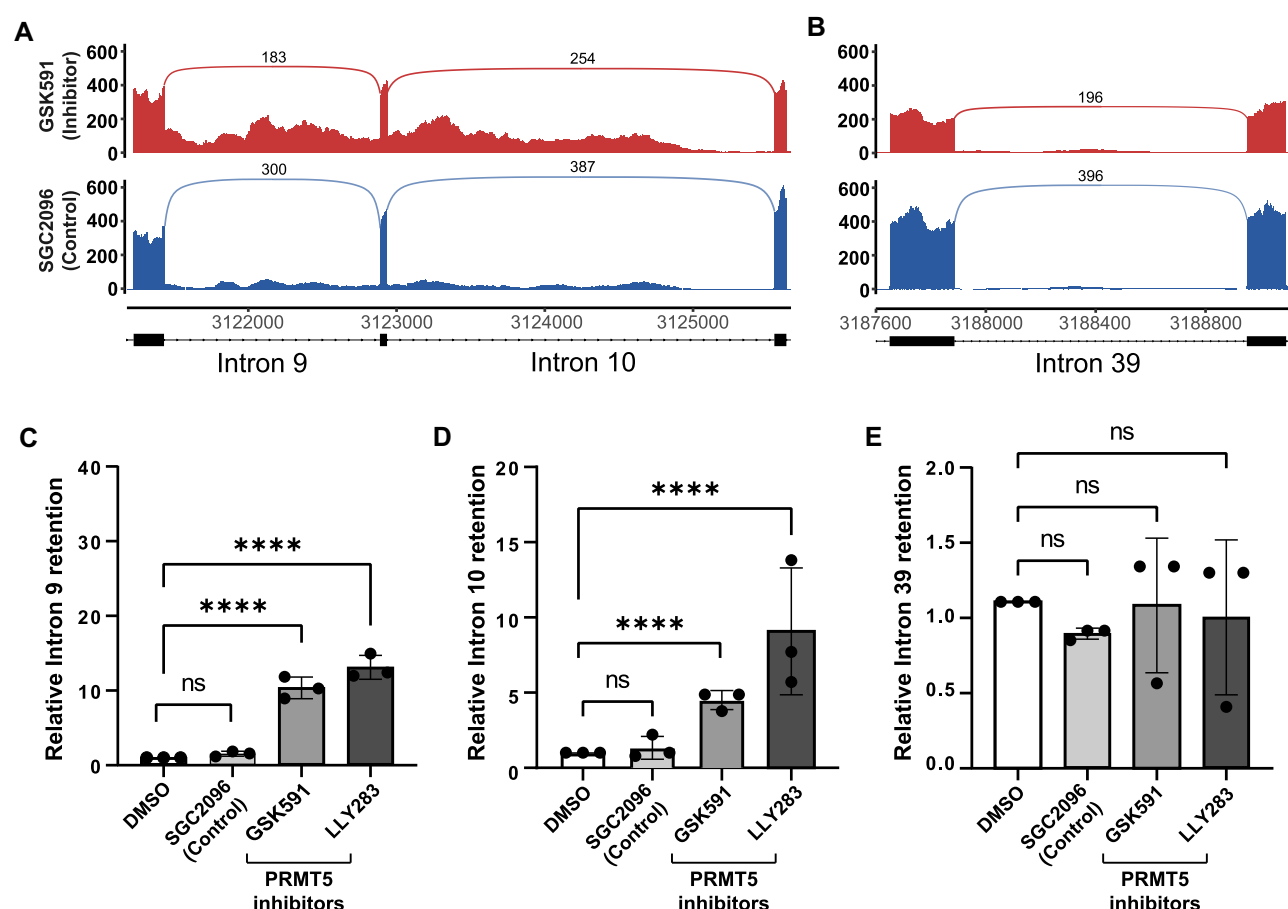 A
GSK591
(Inhibitor)
600
400
200
0
183
254
SGC2096
(Control)
600
400
200
0
300
387
3122000 3123000 3124000 3125000
Intron 9 Intron 10
B
600
400
200
0
196
600
400
200
0
396
3187600 3188000 3188400 3188800
Intron 39
C
Relative Intron 9 retention
40
30
20
10
0
****
****
ns
DMSO
SGC2096
(Control)
GSK591
LLY283
PRMT5
inhibitors
D
Relative Intron 10 retention
20
15
10
5
0
****
****
ns
DMSO
SGC2096
(Control)
GSK591
LLY283
PRMT5
inhibitors
E
Relative Intron 39 retention
2.0
1.5
1.0
0.5
0.0
ns
ns
ns
DMSO
SGC2096
(Control)
GSK591
LLY283
PRMT5
inhibitors